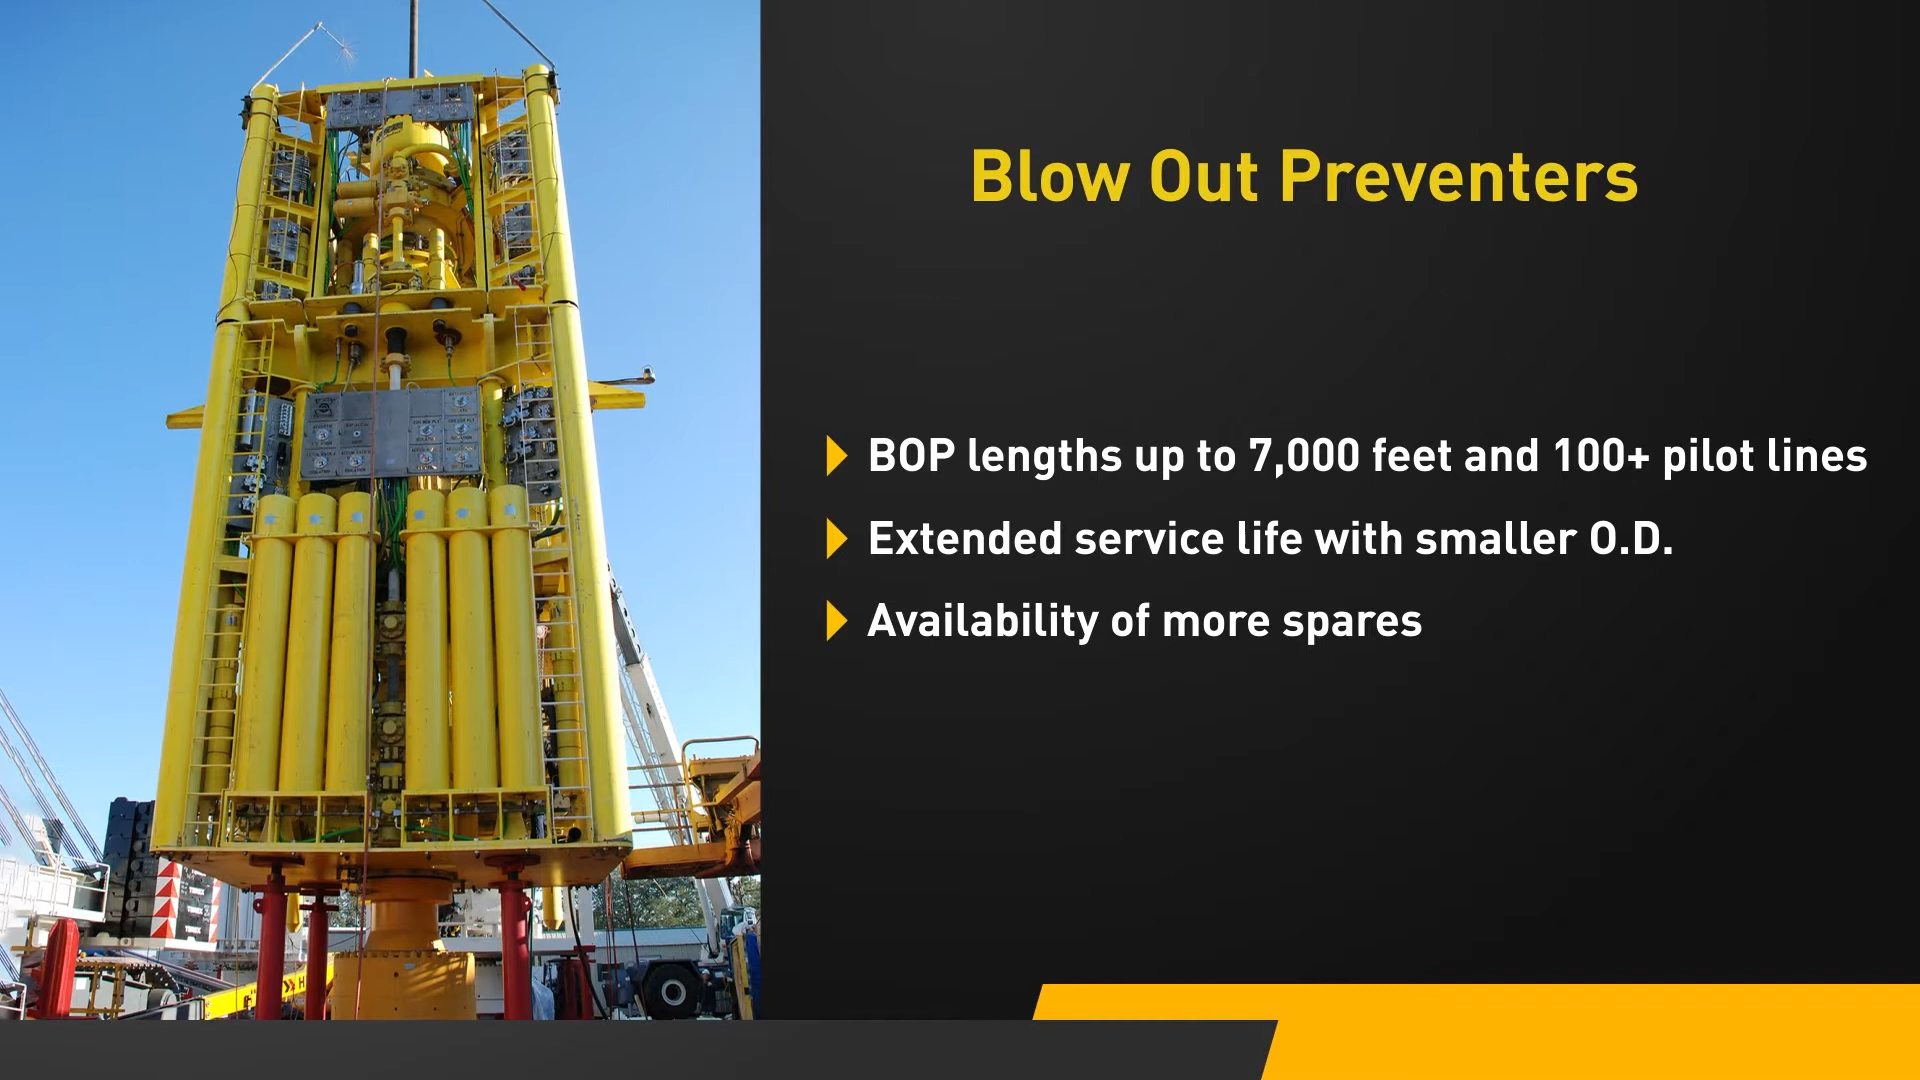 Blow Out Preventers
BOP lengths up to 7,000 feet and 100+ pilot lines
Extended service life with smaller O.D.
Availability of more spares